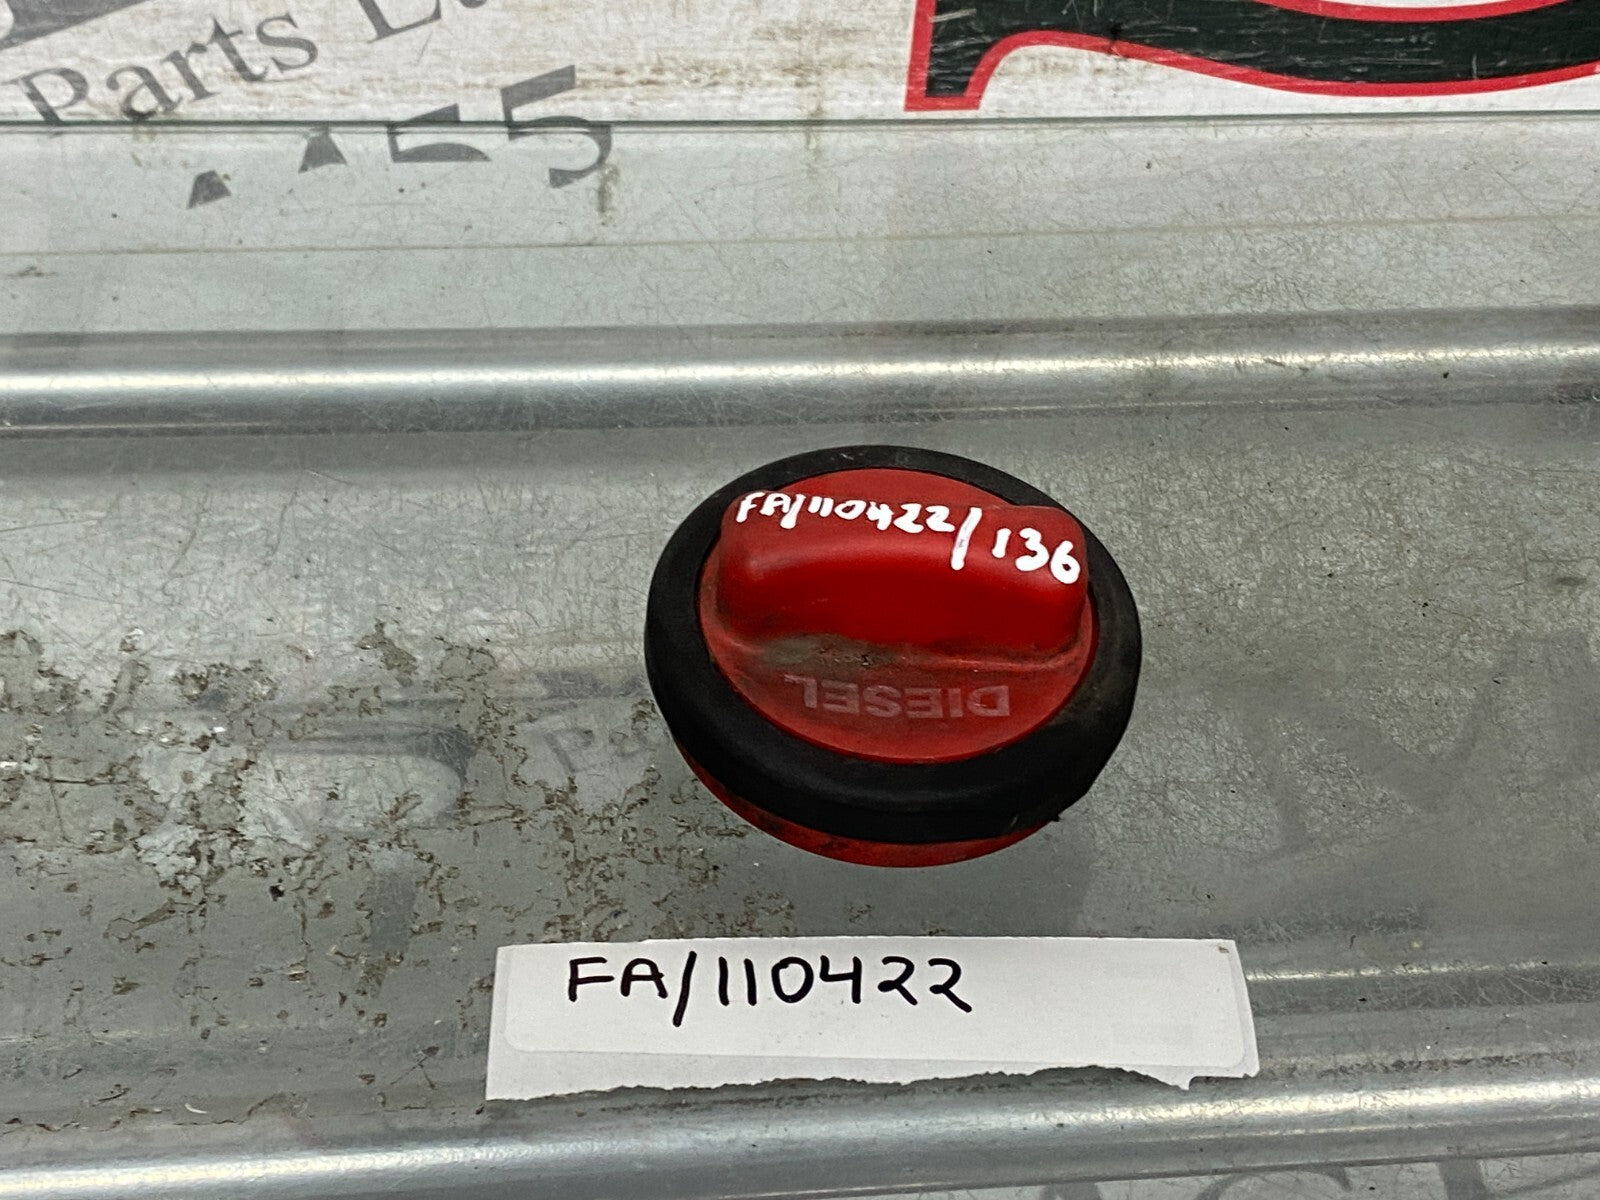 Parts
55
FA/110422/136
DIESEL
FA/110422